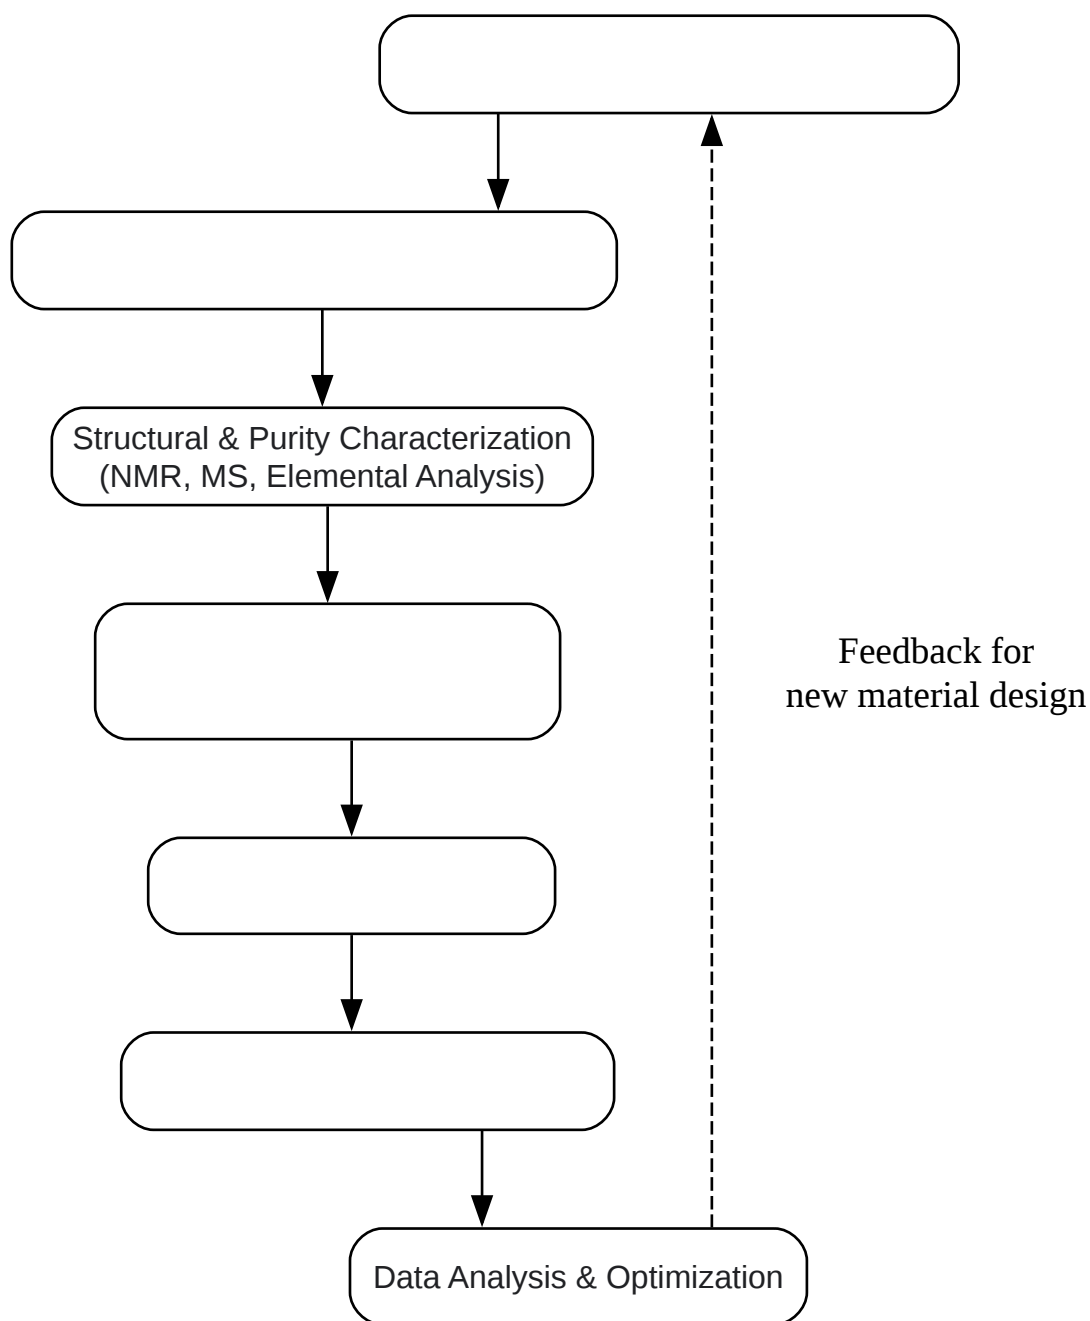 Structural & Purity Characterization
(NMR, MS, Elemental Analysis)
Feedback for
new material design
Data Analysis & Optimization